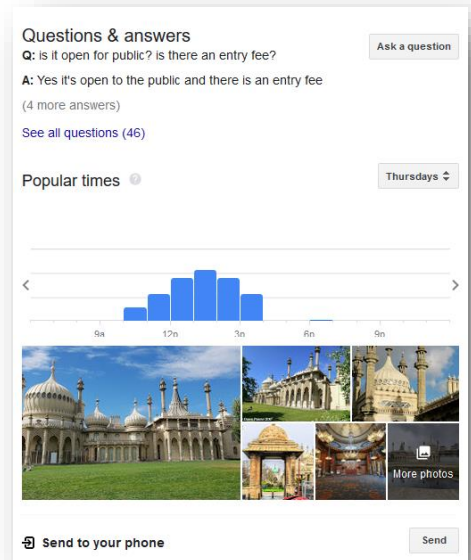 Questions & answers
Ask a question
Q: is it open for public? is there an entry fee?
A: Yes it's open to the public and there is an entry fee
(4 more answers)
See all questions (46)
Popular times ?
Thursdays
9a 12p 3p 6p 9p
More photos
Send to your phone
Send